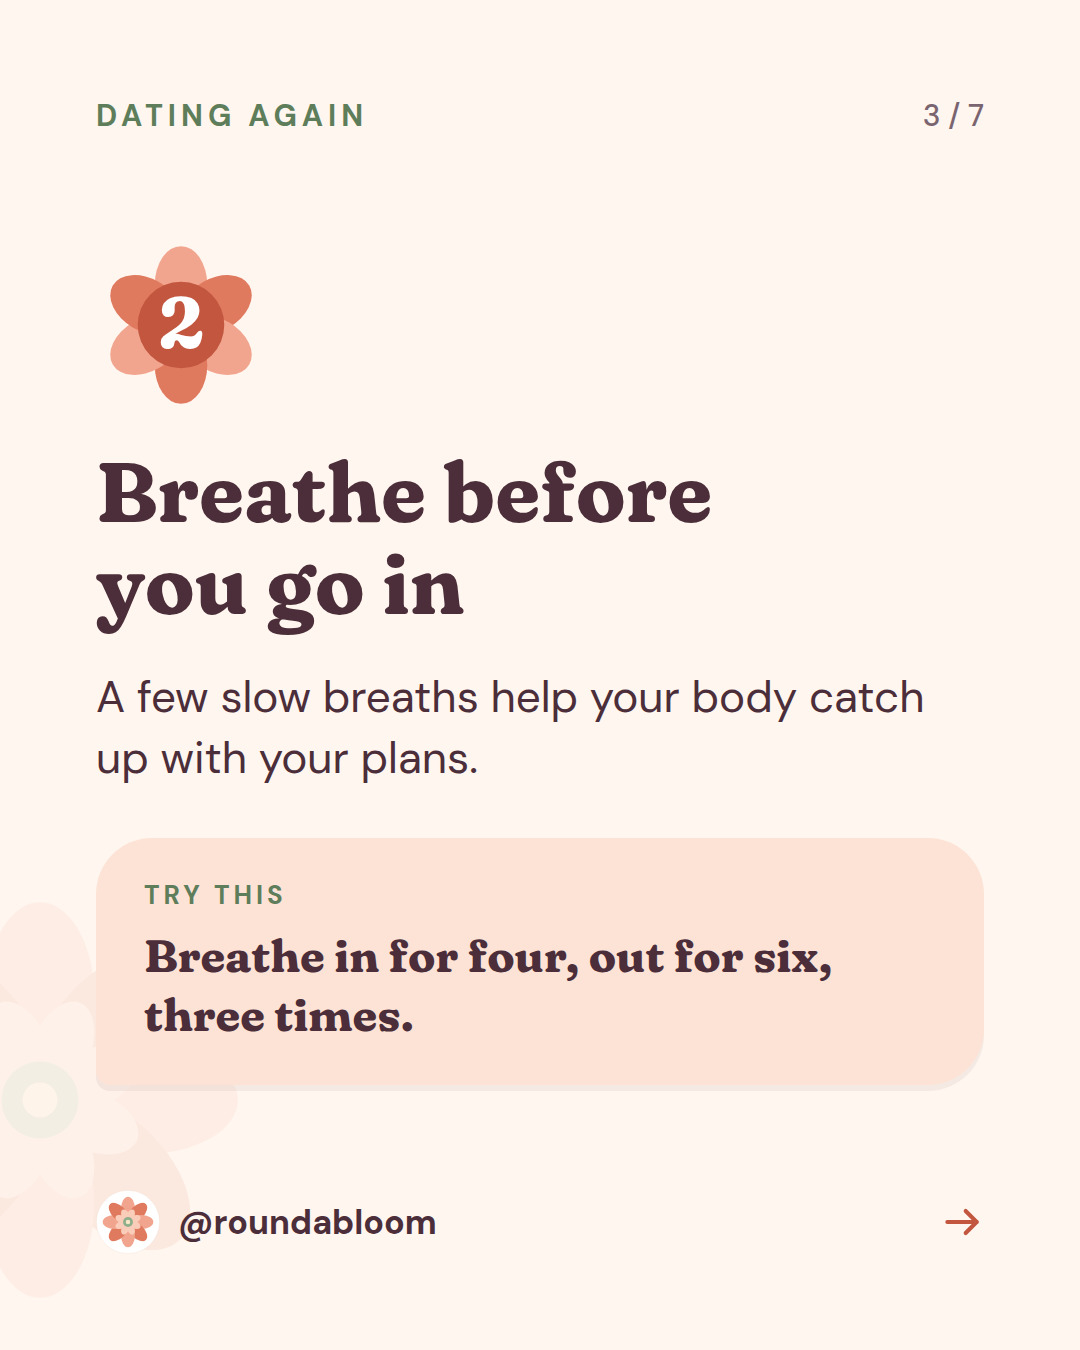 DATING AGAIN
3 / 7
2
Breathe before
you go in
A few slow breaths help your body catch
up with your plans.
TRY THIS
Breathe in for four, out for six,
three times.
@roundabloom